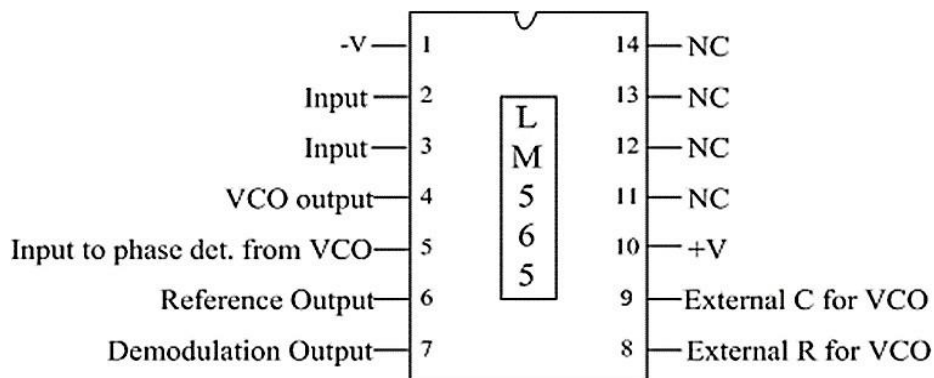 -V 1 14 NC
Input 2 13 NC
Input 3 12 NC
VCO output 4 11 NC
Input to phase det. from VCO 5 10 +V
Reference Output 6 9 External C for VCO
Demodulation Output 7 8 External R for VCO
L
M
5
6
5